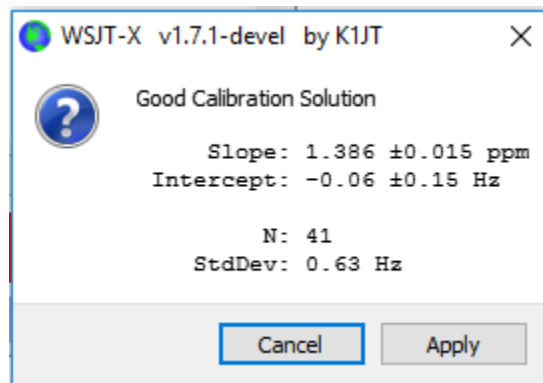 WSJT-X v1.7.1-devel by K1JT
Good Calibration Solution
Slope: 1.386 ±0.015 ppm
Intercept: -0.06 ±0.15 Hz
N: 41
StdDev: 0.63 Hz
Cancel Apply